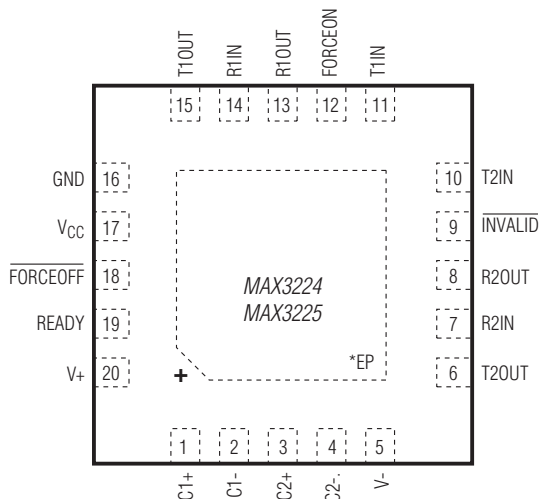 T1OUT
R1IN
R1OUT
FORCEON
T1IN
15
14
13
12
11
GND 16
10 T2IN
VCC 17
9 INVALID
FORCEOFF 18
8 R2OUT
READY 19
7 R2IN
V+ 20
6 T2OUT
MAX3224
MAX3225
*EP
+
1
2
3
4
5
C1+
C1-
C2+
C2-.
V-